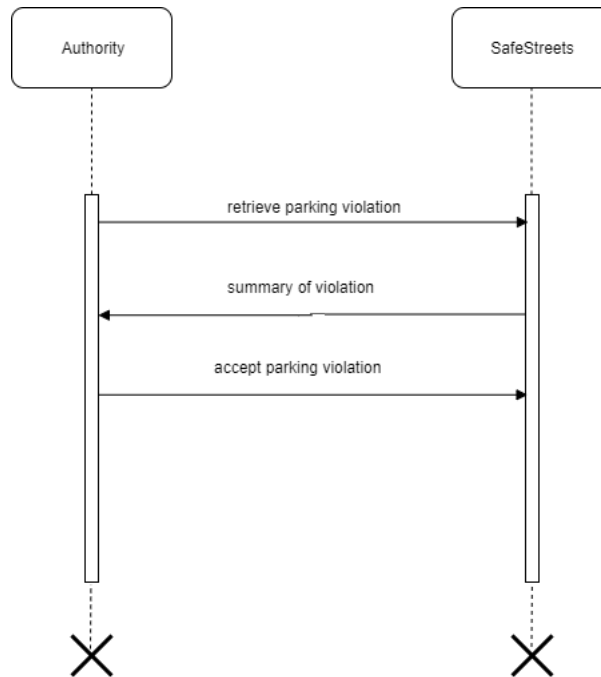 Authority
SafeStreets
retrieve parking violation
summary of violation
accept parking violation